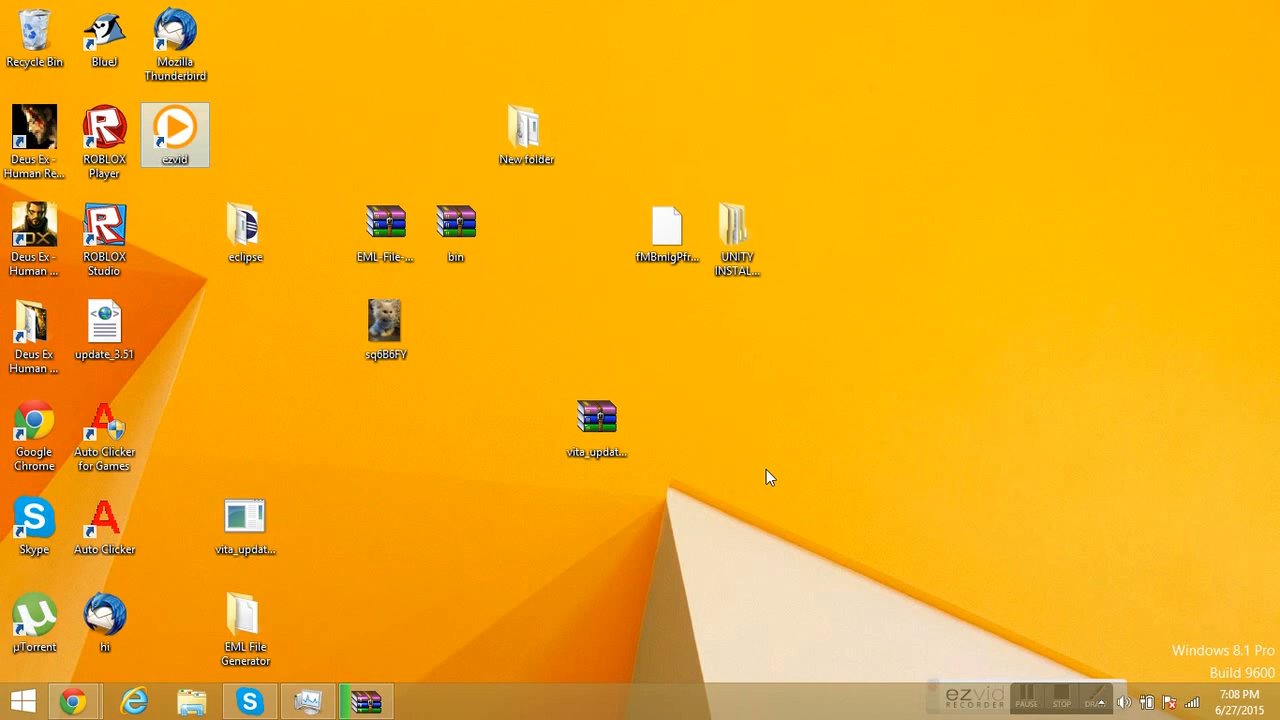 Recycle Bin
BlueJ
Mozilla
Thunderbird
Deus Ex -
Human Re...
ROBLOX
Player
ezvid
New folder
Deus Ex -
Human ...
ROBLOX
Studio
eclipse
EML-File-...
bin
fMBmIgPfr...
UNITY
INSTAL...
Deus Ex
Human ...
update_3.51
sq6B6FY
Google
Chrome
Auto Clicker
for Games
vita_updat...
Skype
Auto Clicker
vita_updat...
µTorrent
hi
EML File
Generator
Windows 8.1 Pro
Build 9600
ezvid
RECORDER
PAUSE
STOP
DRA
7:08 PM
6/27/2015